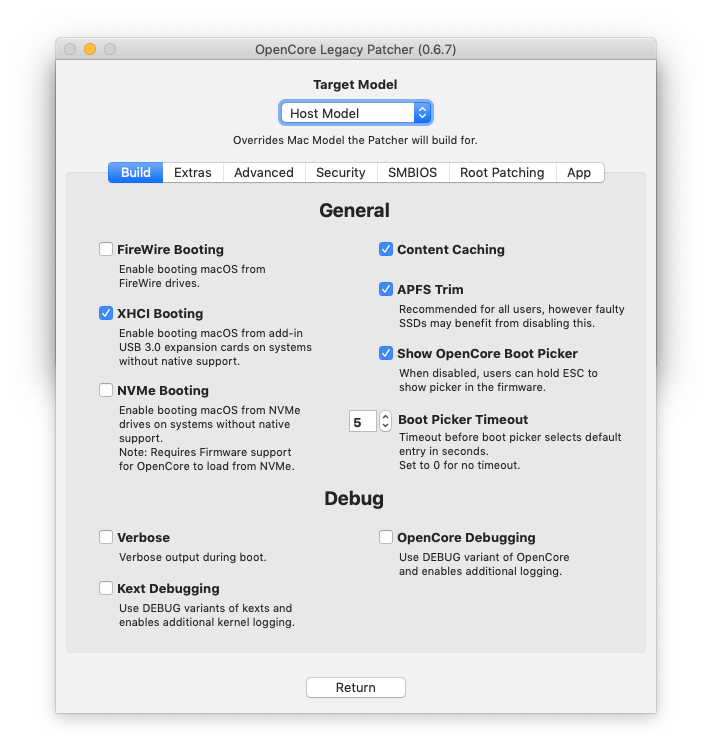 OpenCore Legacy Patcher (0.6.7)
Target Model
Host Model
Overrides Mac Model the Patcher will build for.
Build Extras Advanced Security SMBIOS Root Patching App
General
FireWire Booting
Enable booting macOS from
FireWire drives.
XHCI Booting
Enable booting macOS from add-in
USB 3.0 expansion cards on systems
without native support.
NVMe Booting
Enable booting macOS from NVMe
drives on systems without native
support.
Note: Requires Firmware support
for OpenCore to load from NVMe.
Content Caching
APFS Trim
Recommended for all users, however faulty
SSDs may benefit from disabling this.
Show OpenCore Boot Picker
When disabled, users can hold ESC to
show picker in the firmware.
5 Boot Picker Timeout
Timeout before boot picker selects default
entry in seconds.
Set to 0 for no timeout.
Debug
Verbose
Verbose output during boot.
Kext Debugging
Use DEBUG variants of kexts and
enables additional kernel logging.
OpenCore Debugging
Use DEBUG variant of OpenCore
and enables additional logging.
Return